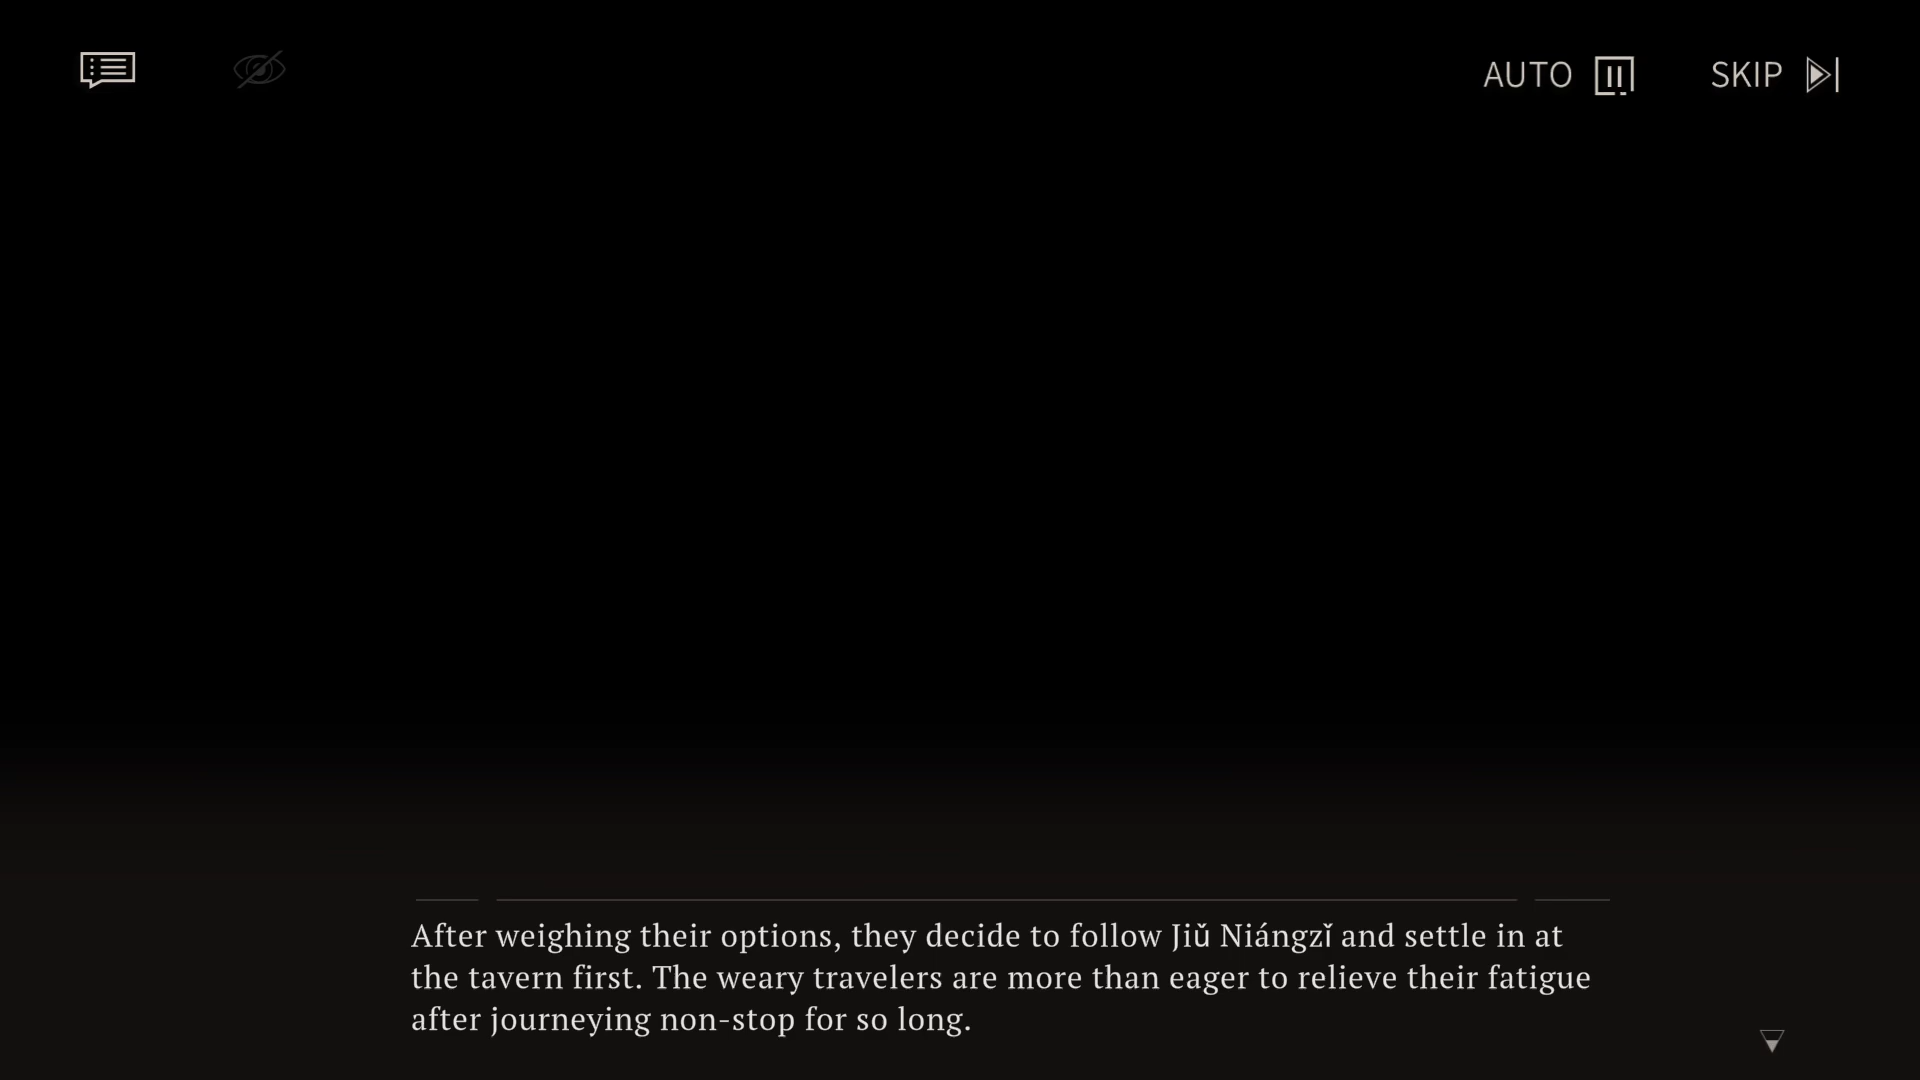 AUTO
SKIP
After weighing their options, they decide to follow Jiǔ Niángzǐ and settle in at
the tavern first. The weary travelers are more than eager to relieve their fatigue
after journeying non-stop for so long.